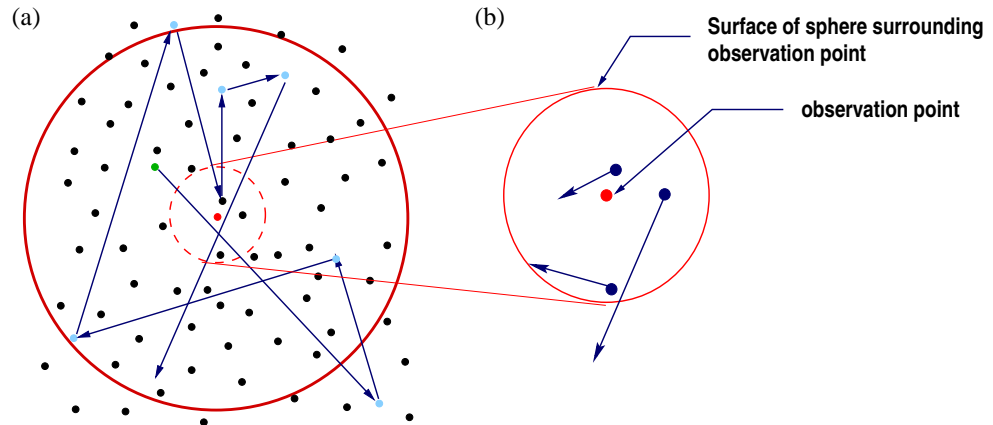 (a)
(b)
Surface of sphere surrounding
observation point
observation point